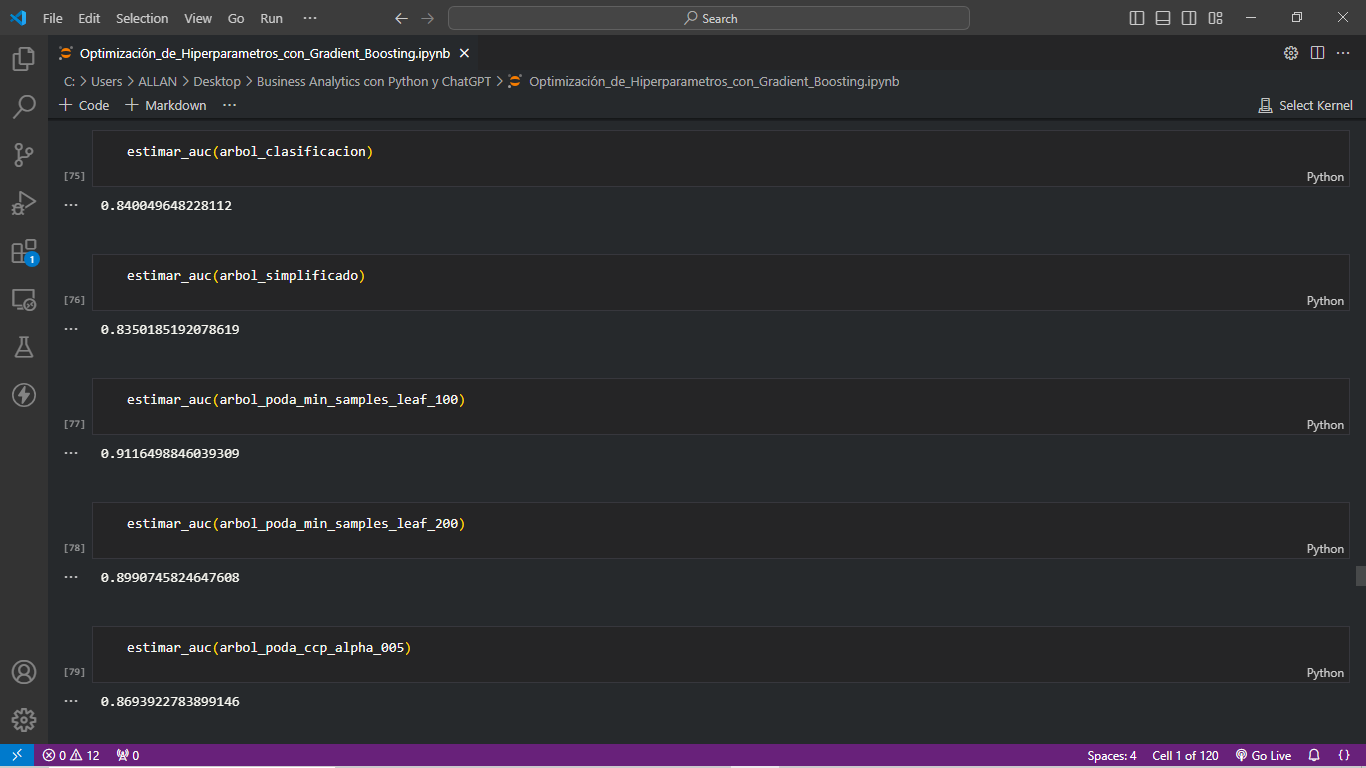 File Edit Selection View Go Run ··· Search
Optimización_de_Hiperparametros_con_Gradient_Boosting.ipynb
C: > Users > ALLAN > Desktop > Business Analytics con Python y ChatGPT > Optimización_de_Hiperparametros_con_Gradient_Boosting.ipynb
+ Code + Markdown ··· Select Kernel
estimar_auc(arbol_clasificacion)
[75] Python
··· 0.840049648228112
estimar_auc(arbol_simplificado)
[76] Python
··· 0.8350185192078619
estimar_auc(arbol_poda_min_samples_leaf_100)
[77] Python
··· 0.9116498846039309
estimar_auc(arbol_poda_min_samples_leaf_200)
[78] Python
··· 0.8990745824647608
estimar_auc(arbol_poda_ccp_alpha_005)
[79] Python
··· 0.8693922783899146
1
0 12 0 Spaces: 4 Cell 1 of 120 Go Live {}